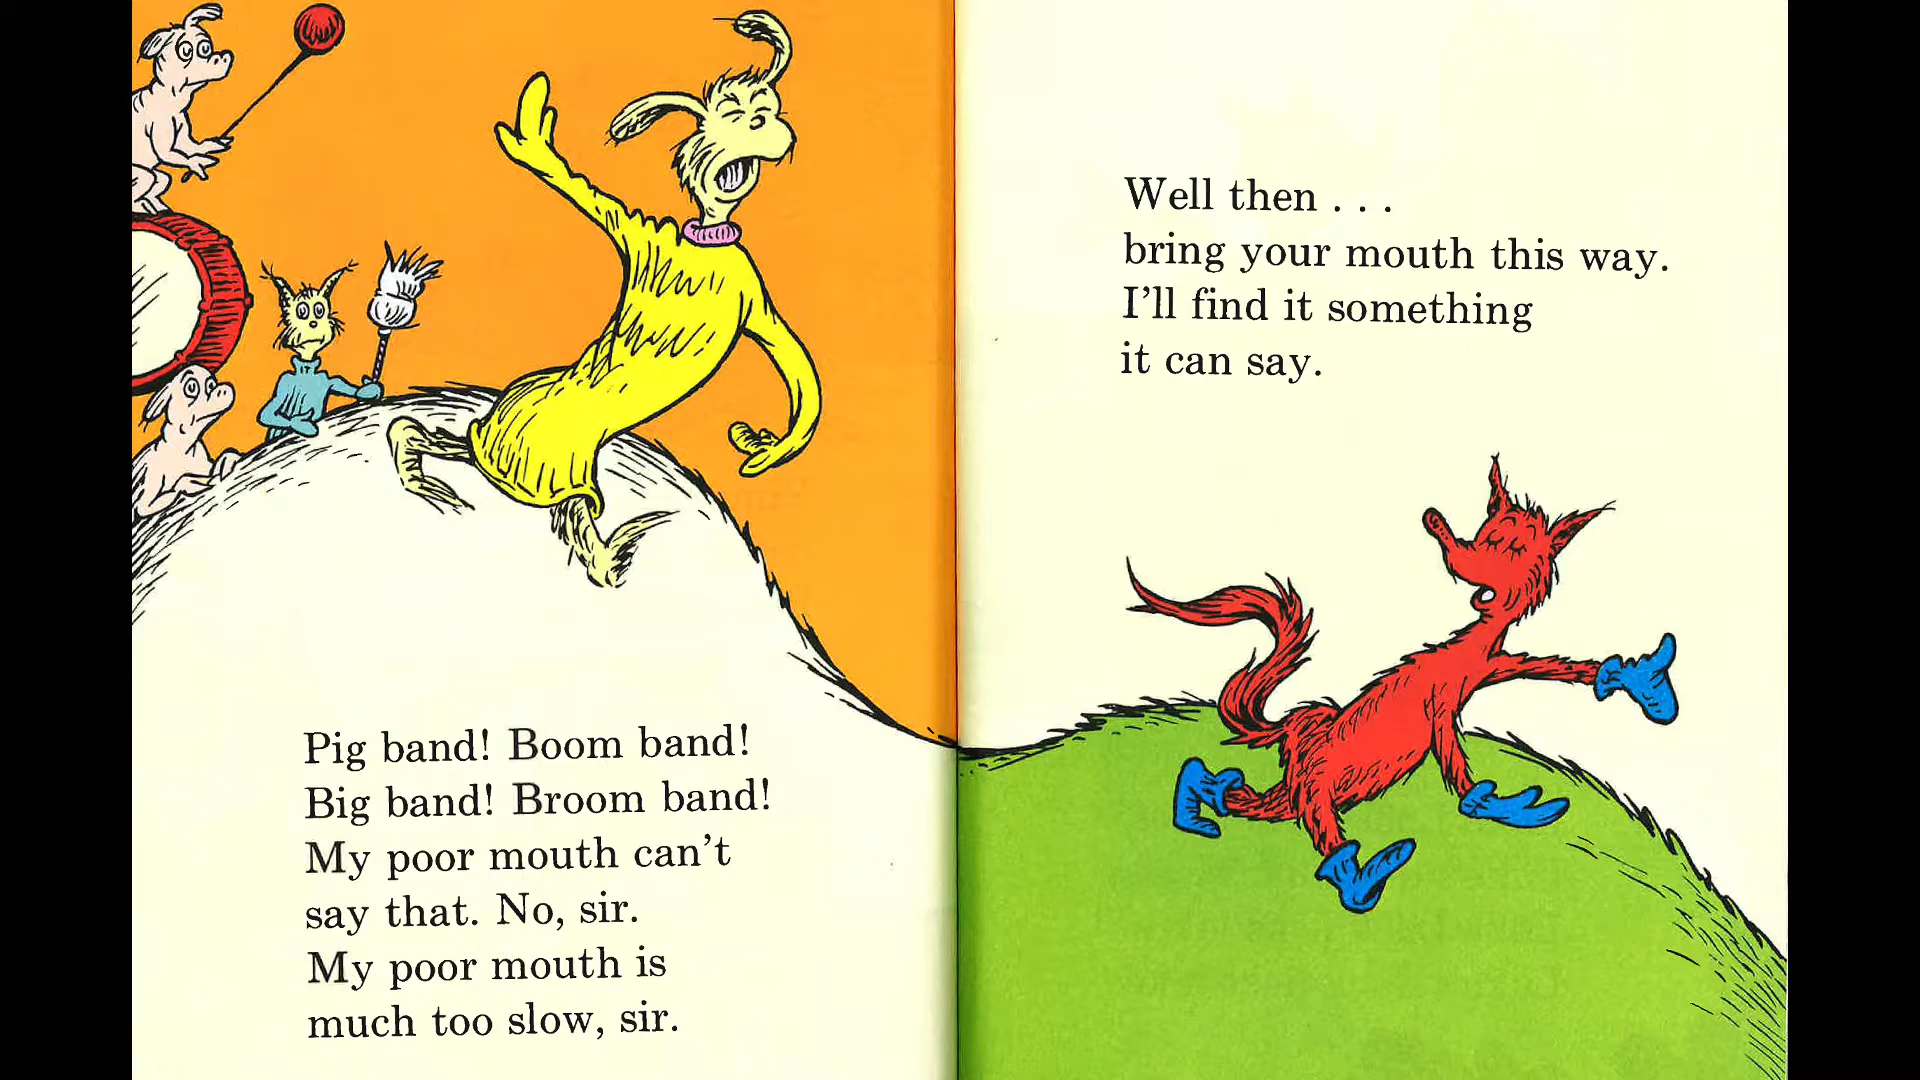 Pig band! Boom band!
Big band! Broom band!
My poor mouth can't
say that. No, sir.
My poor mouth is
much too slow, sir.
Well then . . .
bring your mouth this way.
I'll find it something
it can say.